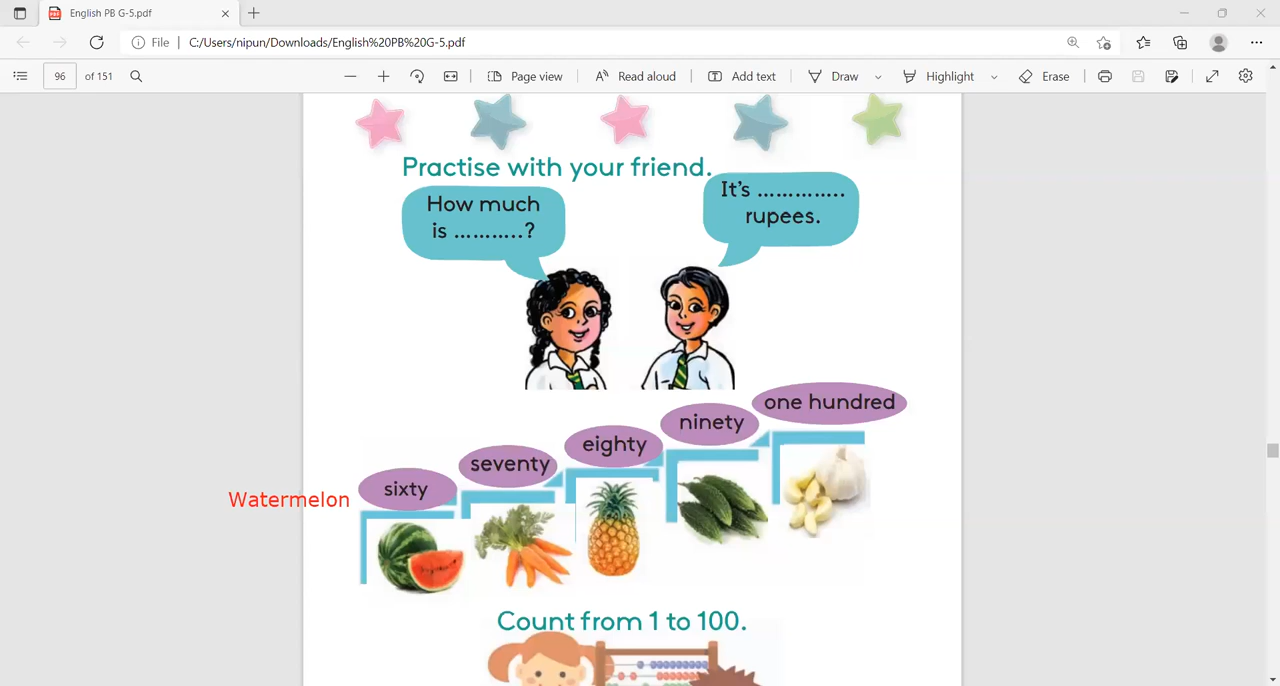 English PB G-5.pdf
File
C:/Users/nipun/Downloads/English%20PB%20G-5.pdf
96 of 151
Page view
Read aloud
Add text
Draw
Highlight
Erase
Practise with your friend.
How much
is ...........?
It's ..............
rupees.
one hundred
ninety
eighty
seventy
sixty
Watermelon
Count from 1 to 100.